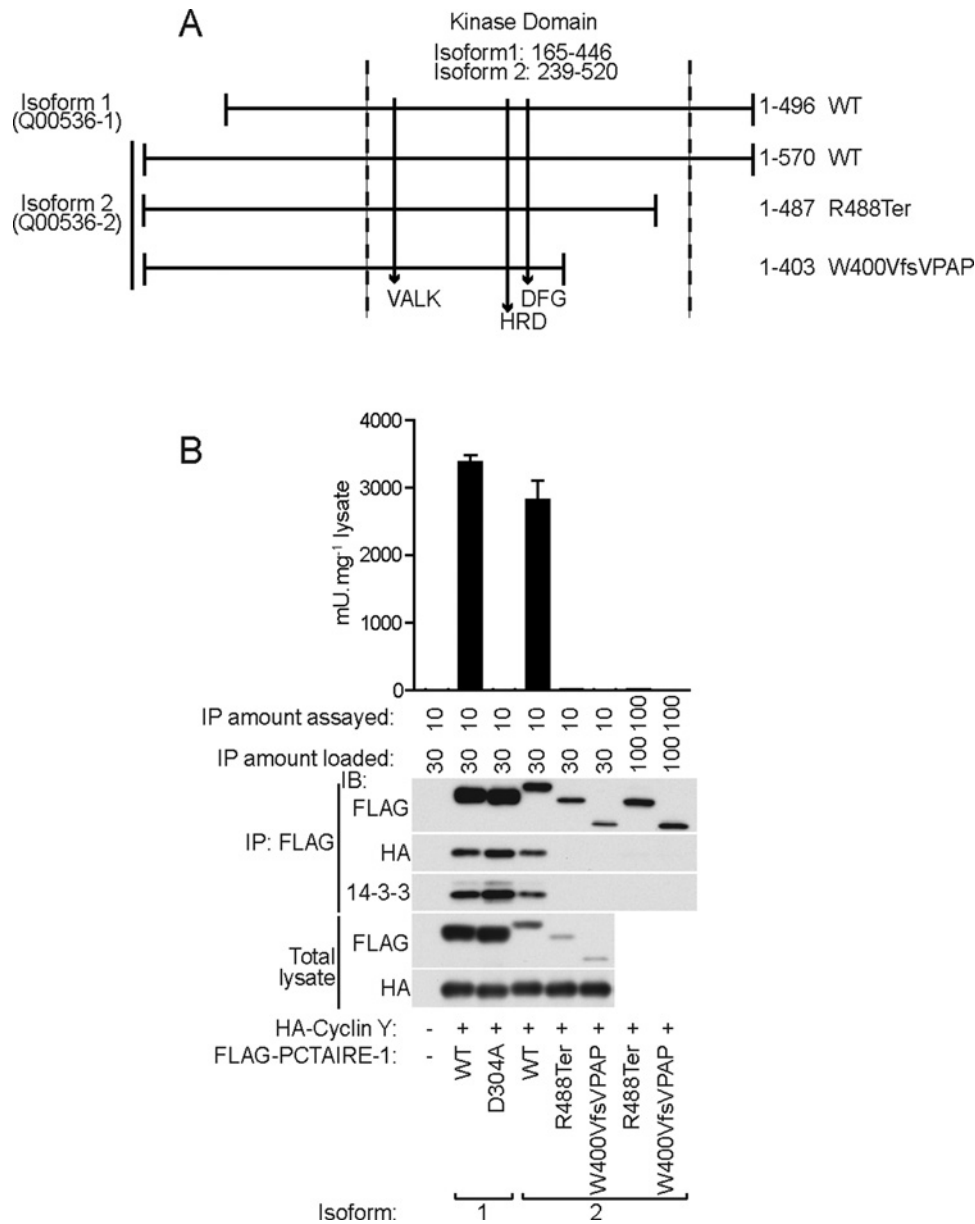 A
Kinase Domain
Isoform1: 165-446
Isoform 2: 239-520
Isoform 1
(Q00536-1)
1-496 WT
1-570 WT
Isoform 2
(Q00536-2)
1-487 R488Ter
1-403 W400VfsVPAP
VALK
DFG
HRD
B
mU.mg⁻¹ lysate
4000
3000
2000
1000
0
IP amount assayed: 10 10 10 10 10 10 100 100
IP amount loaded: 30 30 30 30 30 30 100 100
IB:
IP: FLAG
FLAG
HA
14-3-3
Total
lysate
FLAG
HA
HA-Cyclin Y: - + + + + + + +
FLAG-PCTAIRE-1: - WT D304A WT R488Ter W400VfsVPAP R488Ter W400VfsVPAP
Isoform: 1 2